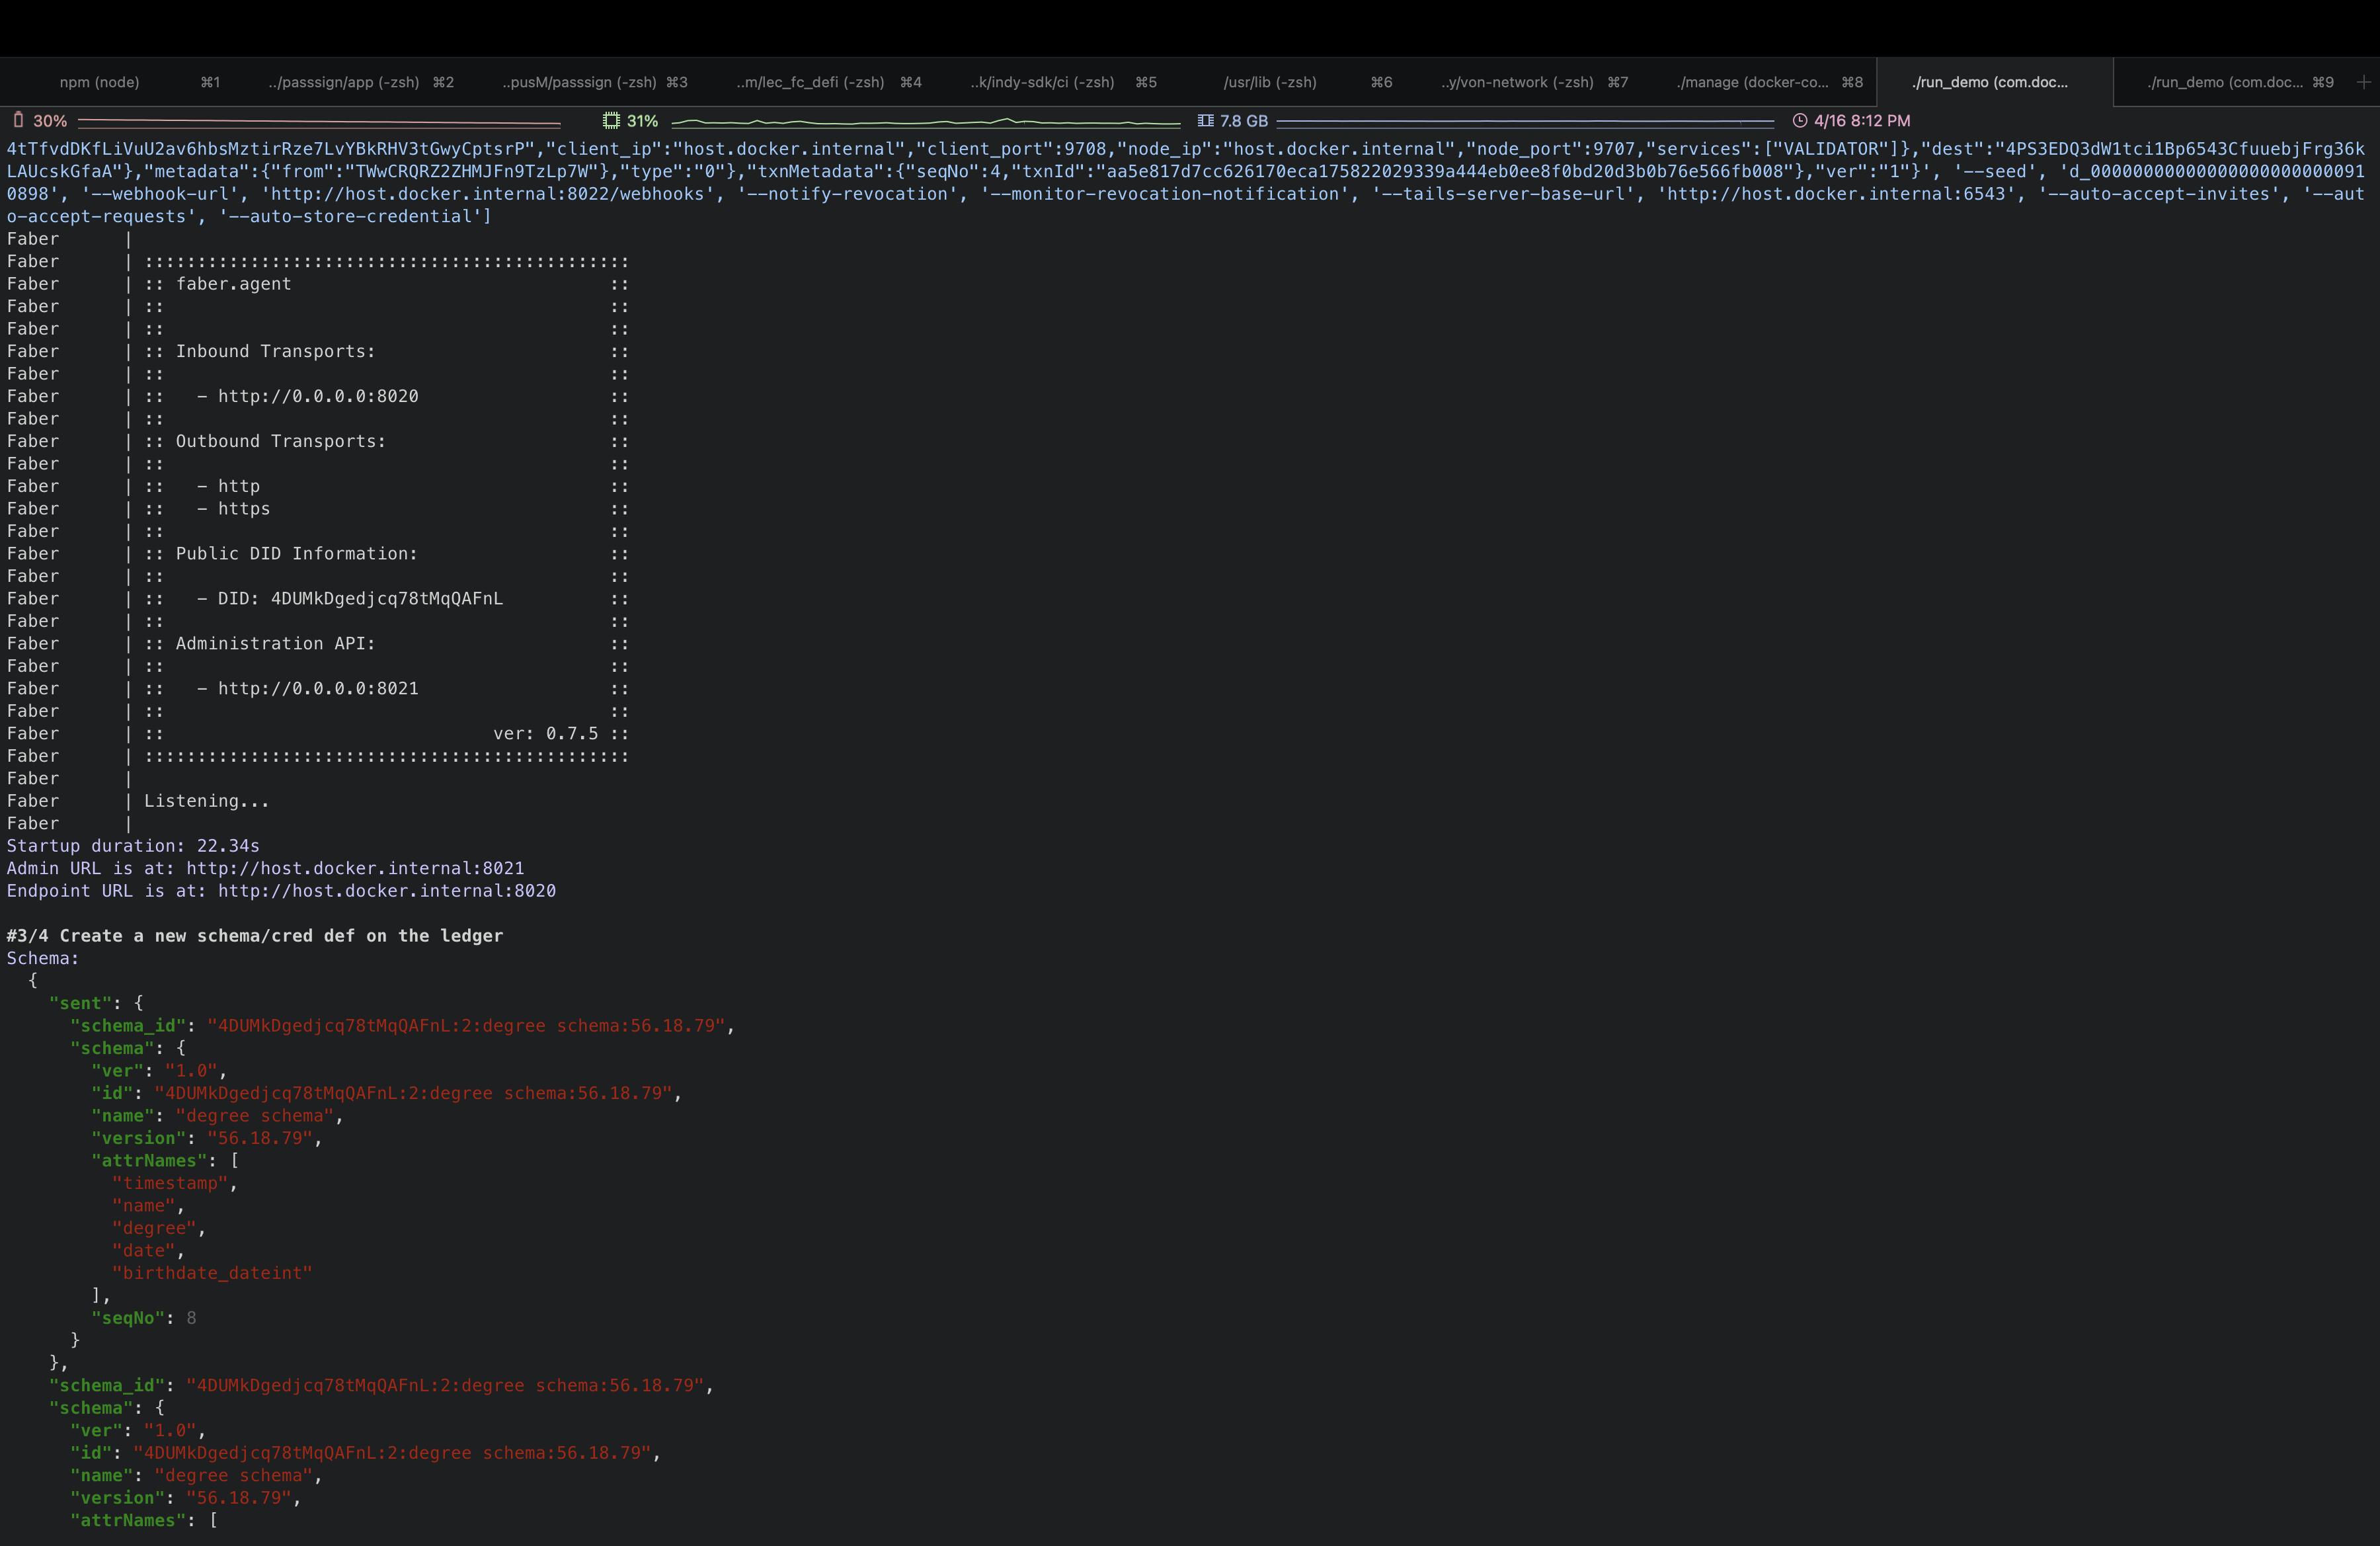 npm (node) ⌘1 ../passsign/app (-zsh) ⌘2 ..pusM/passsign (-zsh) ⌘3 ..m/lec_fc_defi (-zsh) ⌘4 ..k/indy-sdk/ci (-zsh) ⌘5 /usr/lib (-zsh) ⌘6 ..y/von-network (-zsh) ⌘7 ./manage (docker-co... ⌘8 ./run_demo (com.doc... ./run_demo (com.doc... ⌘9 +
30% 31% 7.8 GB 4/16 8:12 PM
4tTfvdDKfLiVuU2av6hbsMztirRze7LvYBkRHV3tGwyCptsrP","client_ip":"host.docker.internal","client_port":9708,"node_ip":"host.docker.internal","node_port":9707,"services":["VALIDATOR"]},"dest":"4PS3EDQ3dW1tci1Bp6543CfuuebjFrg36k
LAUcskGfaA"},"metadata":{"from":"TWwCRQRZ2ZHMJFn9TzLp7W"},"type":"0"},"txnMetadata":{"seqNo":4,"txnId":"aa5e817d7cc626170eca175822029339a444eb0ee8f0bd20d3b0b76e566fb008"},"ver":"1"}', '--seed', 'd_00000000000000000000000091
0898', '--webhook-url', 'http://host.docker.internal:8022/webhooks', '--notify-revocation', '--monitor-revocation-notification', '--tails-server-base-url', 'http://host.docker.internal:6543', '--auto-accept-invites', '--aut
o-accept-requests', '--auto-store-credential']
Faber |
Faber | ::::::::::::::::::::::::::::::::::::::::::::::
Faber | :: faber.agent ::
Faber | :: ::
Faber | :: ::
Faber | :: Inbound Transports: ::
Faber | :: ::
Faber | :: - http://0.0.0.0:8020 ::
Faber | :: ::
Faber | :: Outbound Transports: ::
Faber | :: ::
Faber | :: - http ::
Faber | :: - https ::
Faber | :: ::
Faber | :: Public DID Information: ::
Faber | :: ::
Faber | :: - DID: 4DUMkDgedjcq78tMqQAFnL ::
Faber | :: ::
Faber | :: Administration API: ::
Faber | :: ::
Faber | :: - http://0.0.0.0:8021 ::
Faber | :: ::
Faber | :: ver: 0.7.5 ::
Faber | ::::::::::::::::::::::::::::::::::::::::::::::
Faber |
Faber | Listening...
Faber |
Startup duration: 22.34s
Admin URL is at: http://host.docker.internal:8021
Endpoint URL is at: http://host.docker.internal:8020
#3/4 Create a new schema/cred def on the ledger
Schema:
{
"sent": {
"schema_id": "4DUMkDgedjcq78tMqQAFnL:2:degree schema:56.18.79",
"schema": {
"ver": "1.0",
"id": "4DUMkDgedjcq78tMqQAFnL:2:degree schema:56.18.79",
"name": "degree schema",
"version": "56.18.79",
"attrNames": [
"timestamp",
"name",
"degree",
"date",
"birthdate_dateint"
],
"seqNo": 8
}
},
"schema_id": "4DUMkDgedjcq78tMqQAFnL:2:degree schema:56.18.79",
"schema": {
"ver": "1.0",
"id": "4DUMkDgedjcq78tMqQAFnL:2:degree schema:56.18.79",
"name": "degree schema",
"version": "56.18.79",
"attrNames": [